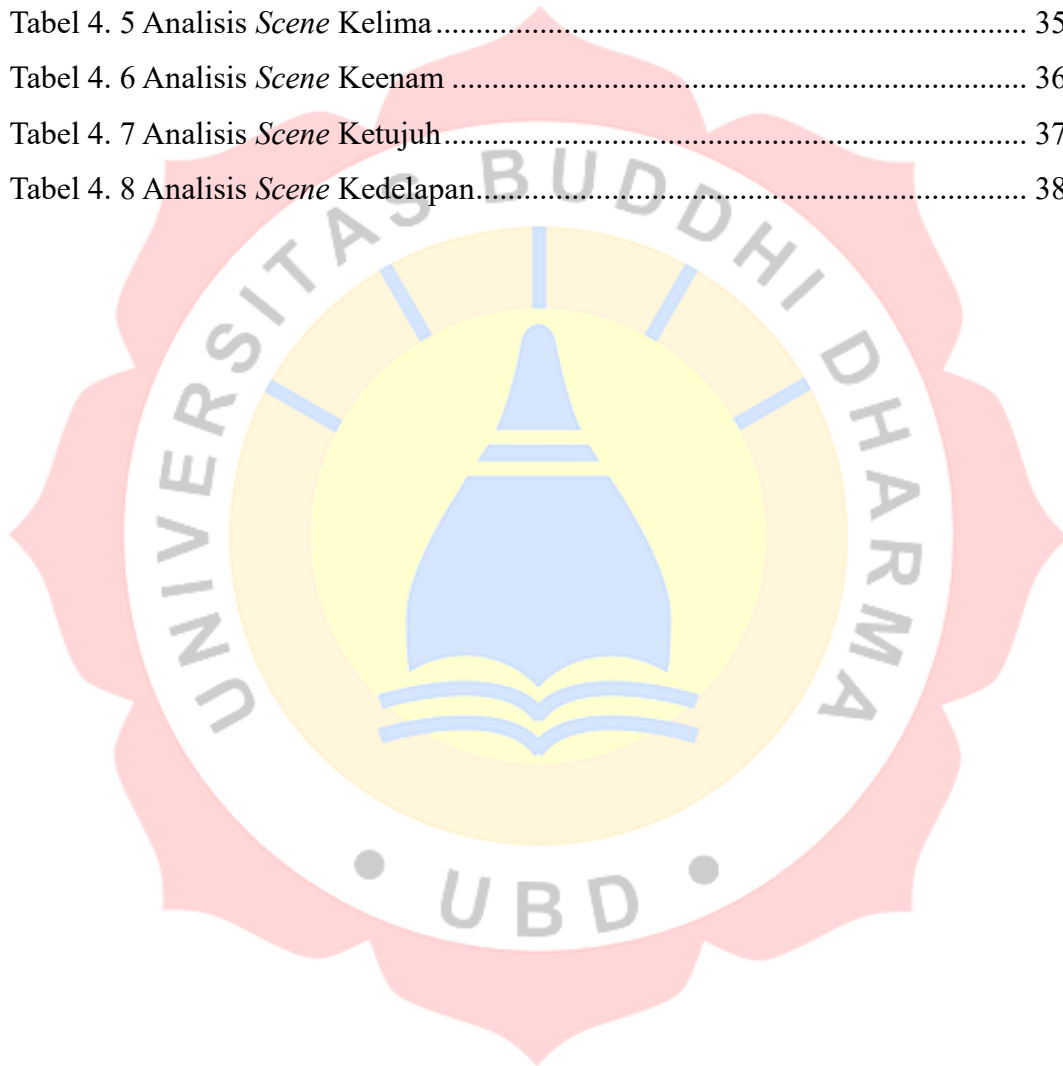 Tabel 4. 5 Analisis Scene Kelima ........................................................................... 35
Tabel 4. 6 Analisis Scene Keenam ......................................................................... 36
Tabel 4. 7 Analisis Scene Ketujuh .......................................................................... 37
Tabel 4. 8 Analisis Scene Kedelapan ...................................................................... 38
UNIVERSITAS BUDDHI DHARMA
• UBD •